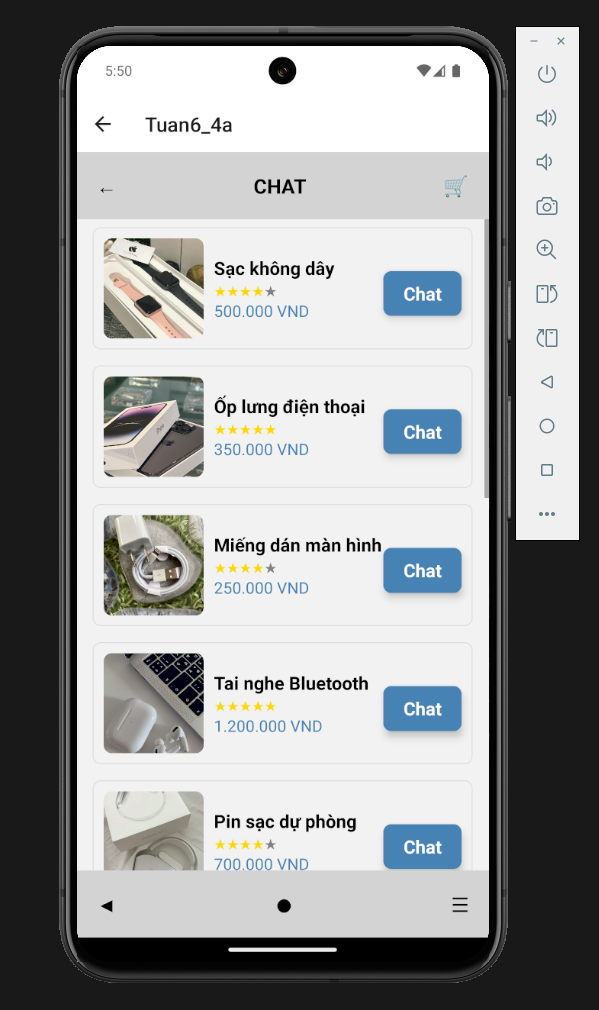 5:50
← Tuan6_4a
← CHAT 🛒
Sạc không dây
★★★★★
500.000 VND
Chat
Ốp lưng điện thoại
★★★★★
350.000 VND
Chat
Miếng dán màn hình
★★★★★
250.000 VND
Chat
Tai nghe Bluetooth
★★★★★
1.200.000 VND
Chat
Pin sạc dự phòng
★★★★★
700.000 VND
Chat